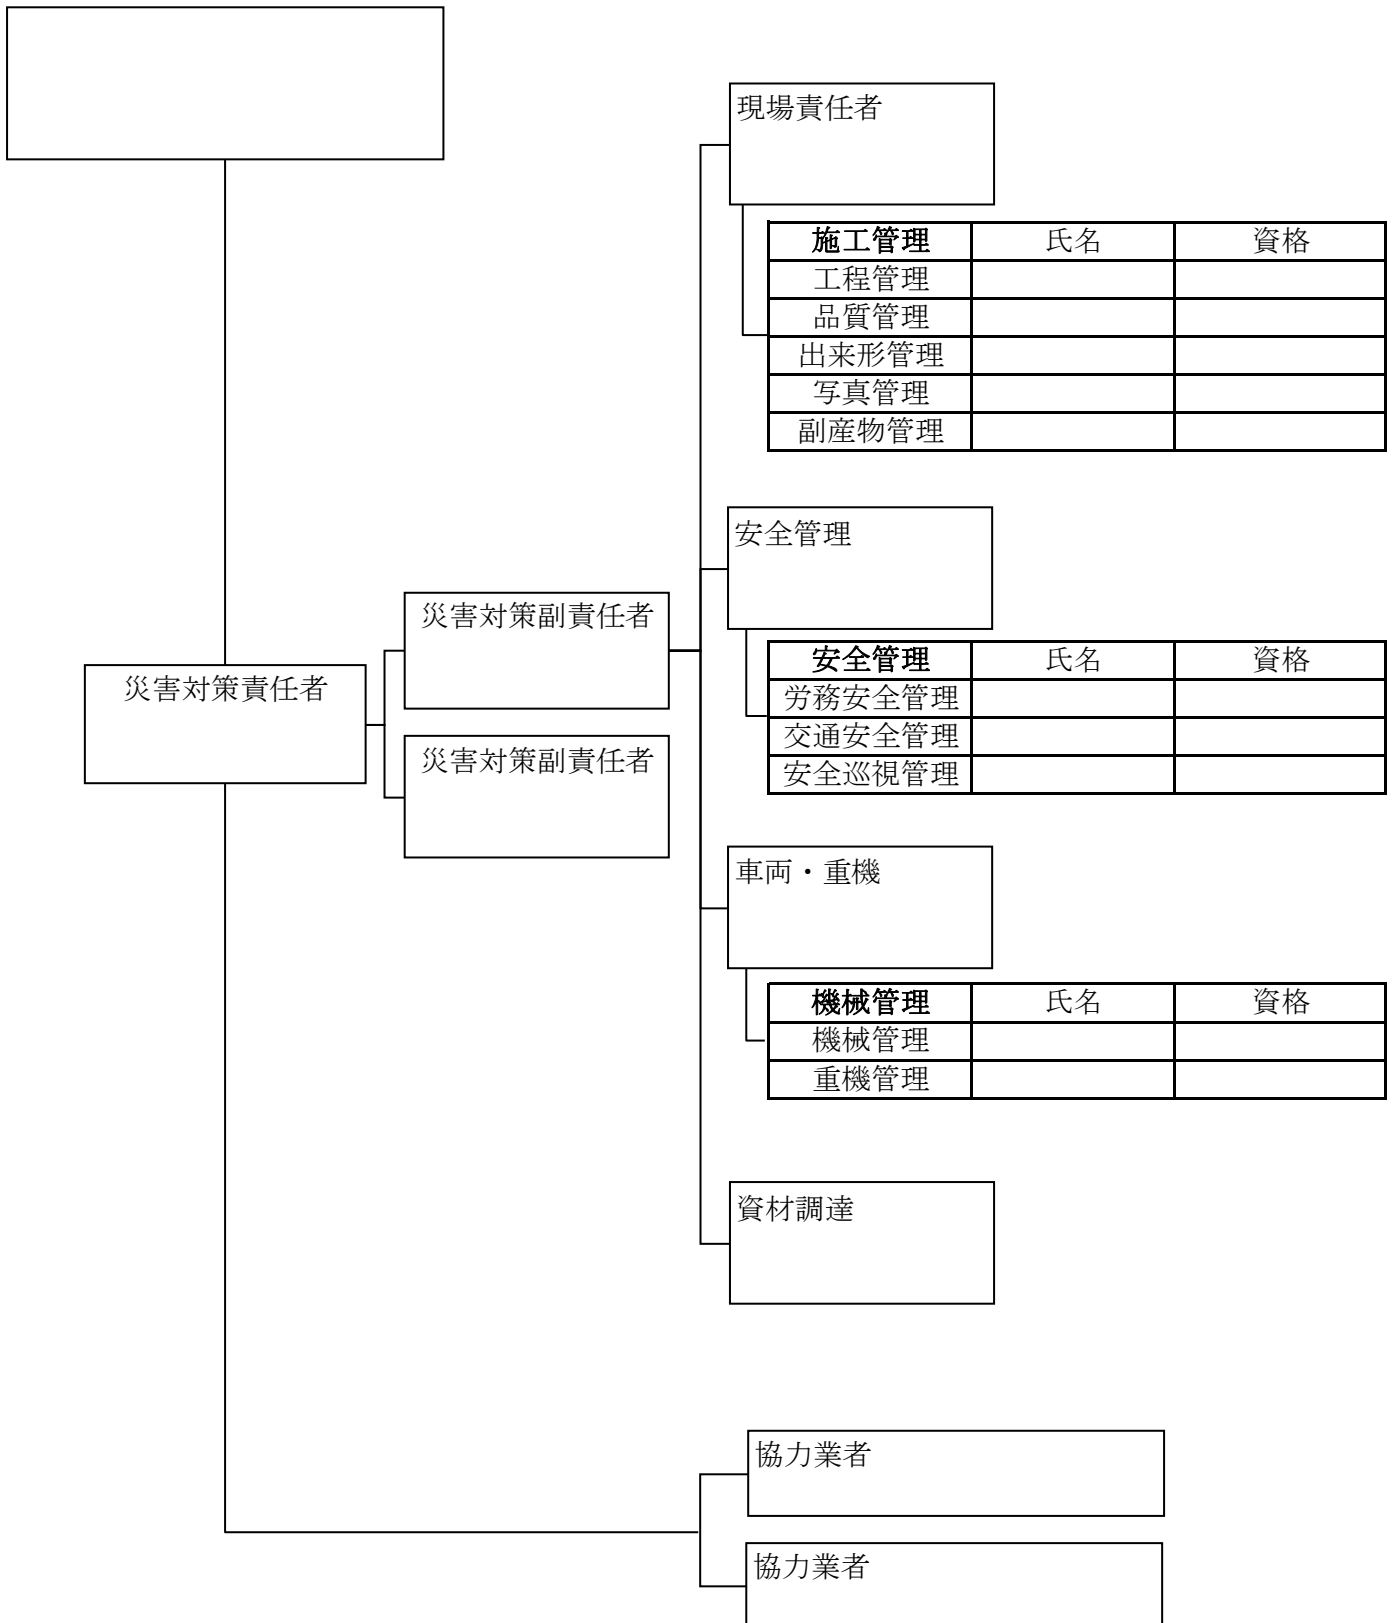 現場責任者
施工管理 氏名 資格
工程管理
品質管理
出来形管理
写真管理
副産物管理
安全管理
安全管理 氏名 資格
労務安全管理
交通安全管理
安全巡視管理
災害対策副責任者
災害対策責任者
災害対策副責任者
車両・重機
機械管理 氏名 資格
機械管理
重機管理
資材調達
協力業者
協力業者